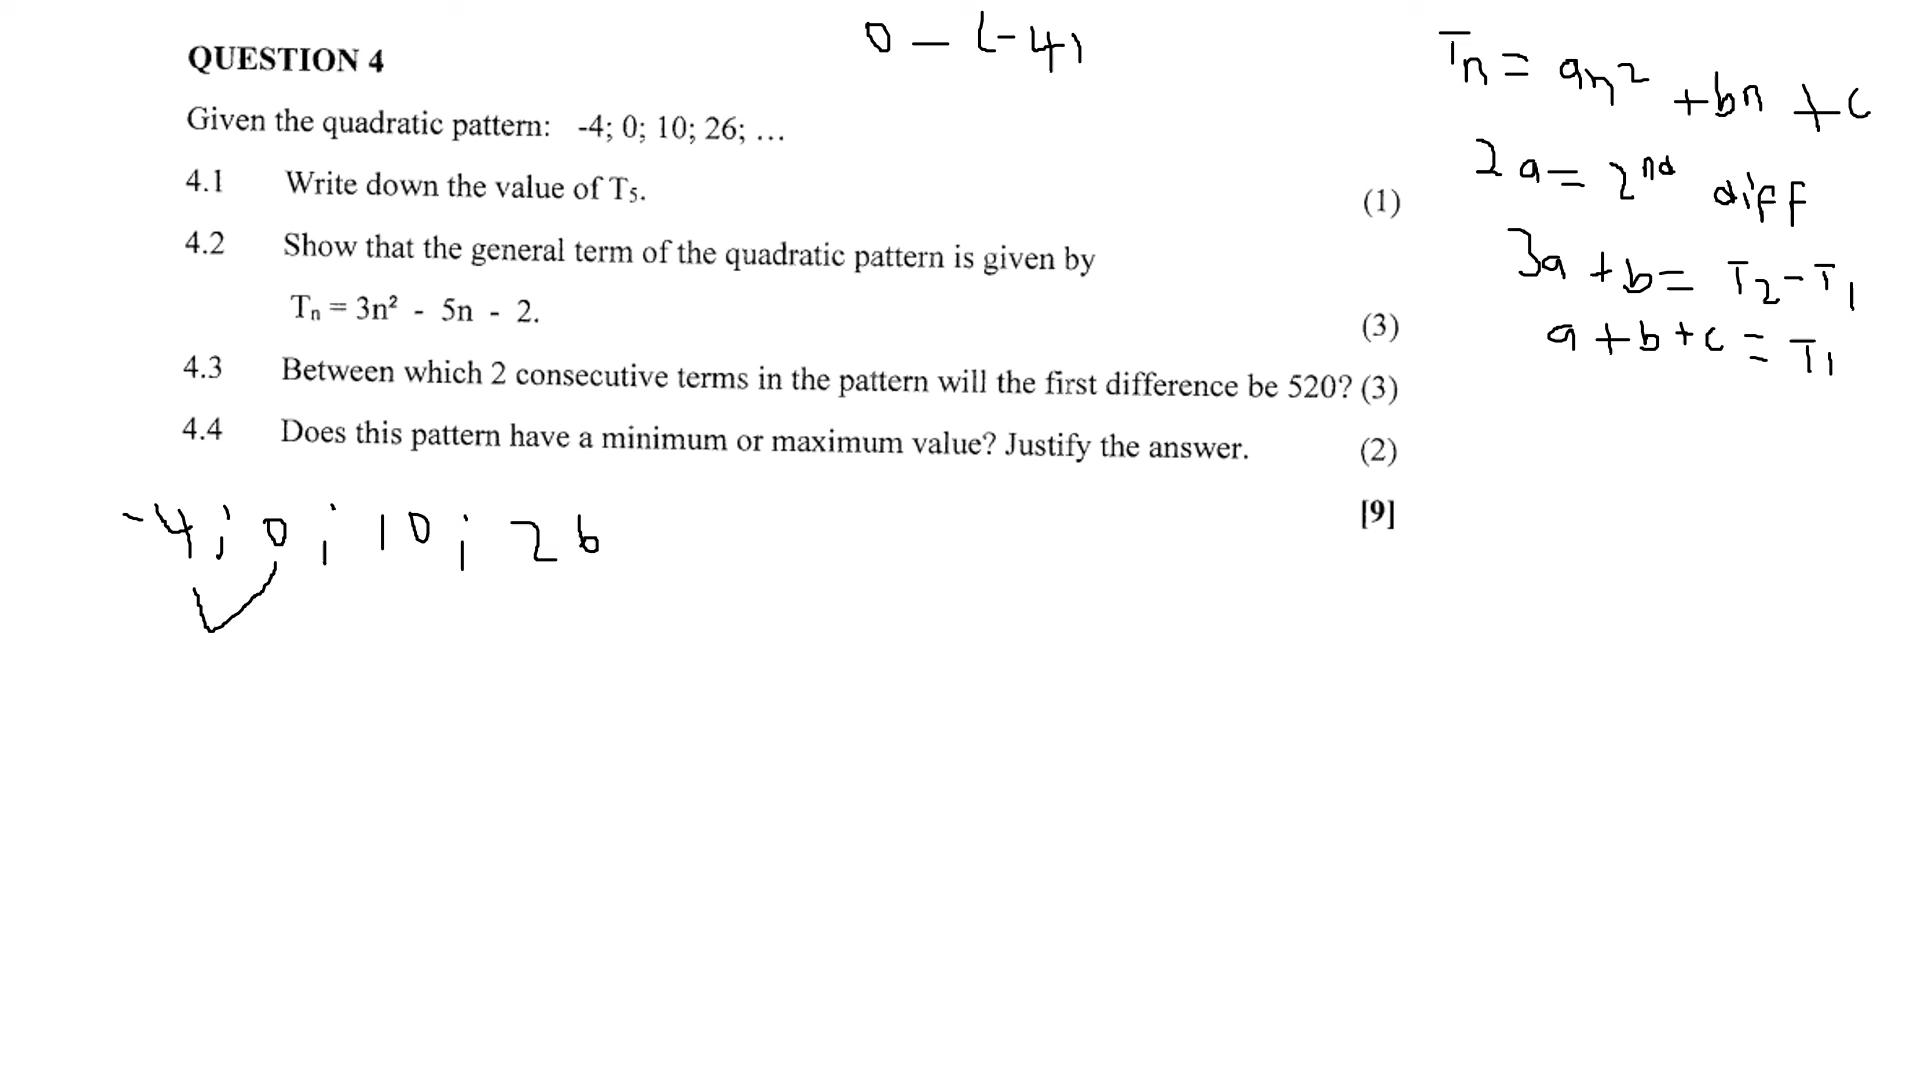 0 - (-4)
QUESTION 4
Given the quadratic pattern: -4; 0; 10; 26; …
4.1 Write down the value of T₅. (1)
4.2 Show that the general term of the quadratic pattern is given by
Tₙ = 3n² - 5n - 2. (3)
4.3 Between which 2 consecutive terms in the pattern will the first difference be 520? (3)
4.4 Does this pattern have a minimum or maximum value? Justify the answer. (2)
[9]
-4; 0; 10; 26
Tn = an² + bn + c
2a = 2nd diff
3a + b = T₂ - T₁
a + b + c = T₁